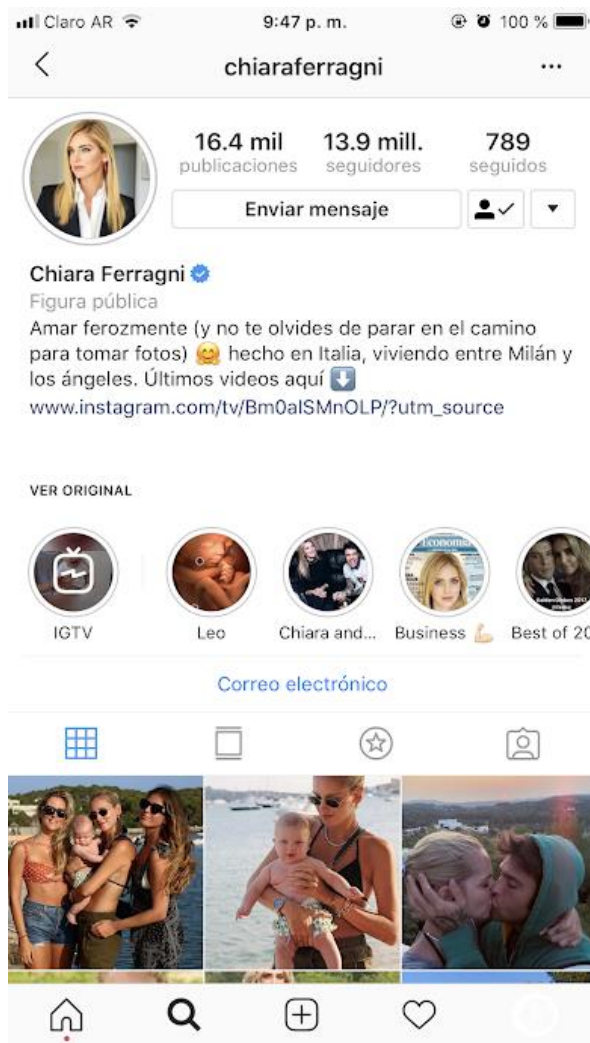 Claro AR 9:47 p. m. 100 %
chiaraferragni
16.4 mil 13.9 mill. 789
publicaciones seguidores seguidos
Enviar mensaje
Chiara Ferragni
Figura pública
Amar ferozmente (y no te olvides de parar en el camino
para tomar fotos) 🤗 hecho en Italia, viviendo entre Milán y
los ángeles. Últimos videos aquí ⬇️
www.instagram.com/tv/Bm0alSMnOLP/?utm_source
VER ORIGINAL
Economia
IGTV Leo Chiara and... Business 💪🏻 Best of 20
Correo electrónico